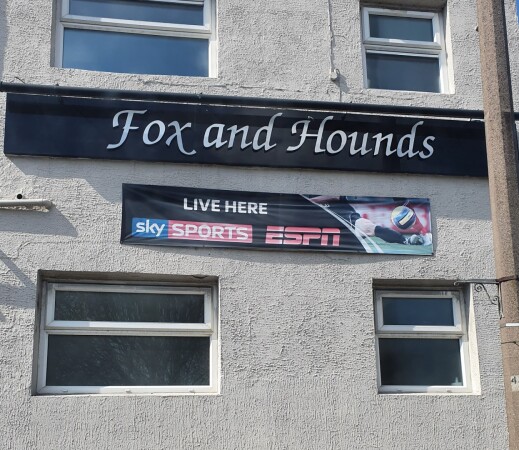 Fox and Hounds
LIVE HERE
sky SPORTS ESPN